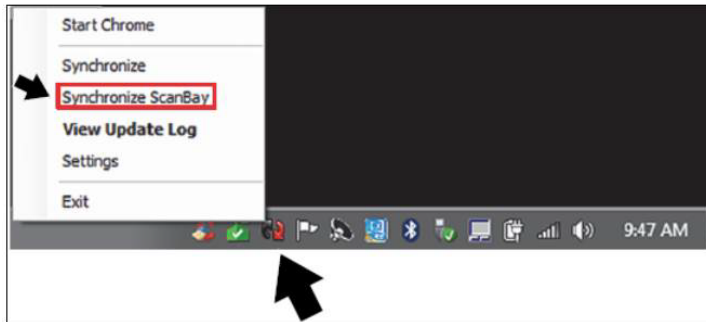 Start Chrome
Synchronize
Synchronize ScanBay
View Update Log
Settings
Exit
9:47 AM